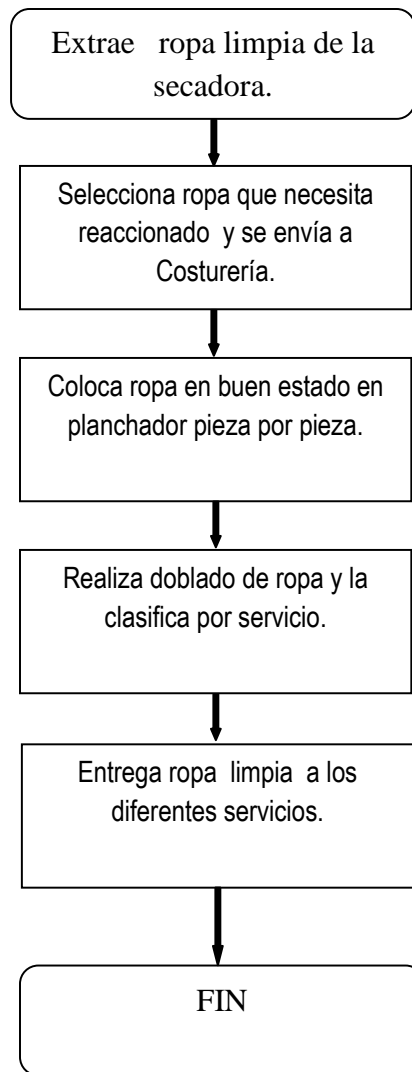 Extrae ropa limpia de la
secadora.
Selecciona ropa que necesita
reaccionado y se envía a
Costurería.
Coloca ropa en buen estado en
planchador pieza por pieza.
Realiza doblado de ropa y la
clasifica por servicio.
Entrega ropa limpia a los
diferentes servicios.
FIN